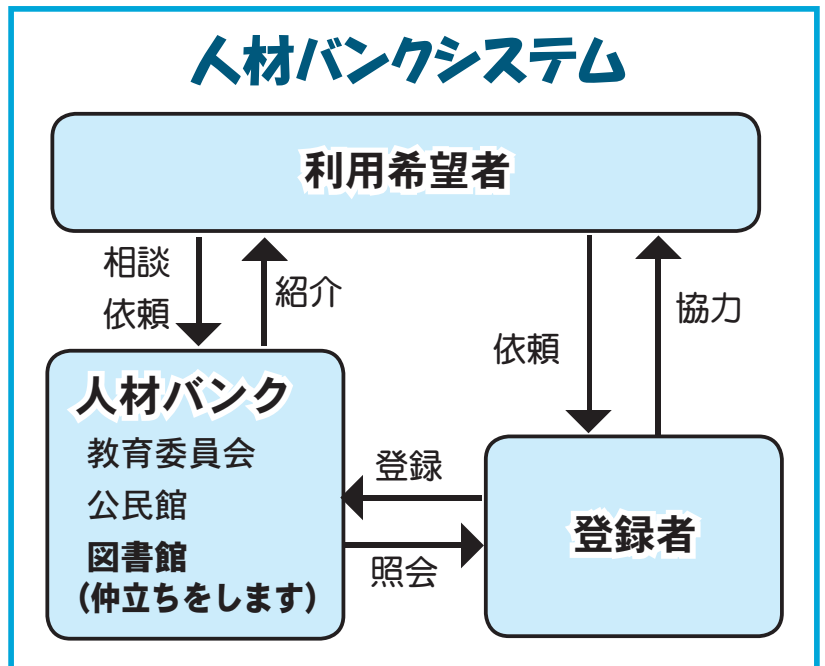 人材バンクシステム
利用希望者
相談
依頼
紹介
依頼
協力
人材バンク
教育委員会
公民館
図書館
（仲立ちをします）
登録
照会
登録者